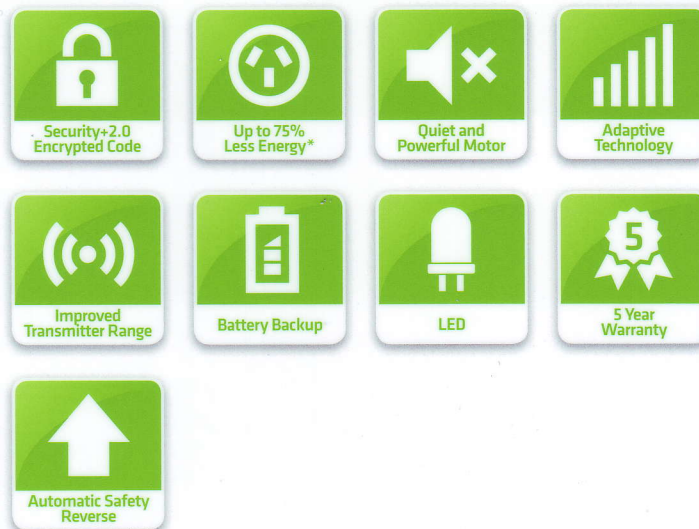 Security+2.0
Encrypted Code
Up to 75%
Less Energy*
Quiet and
Powerful Motor
Adaptive
Technology
Improved
Transmitter Range
Battery Backup
LED
5
5 Year
Warranty
Automatic Safety
Reverse